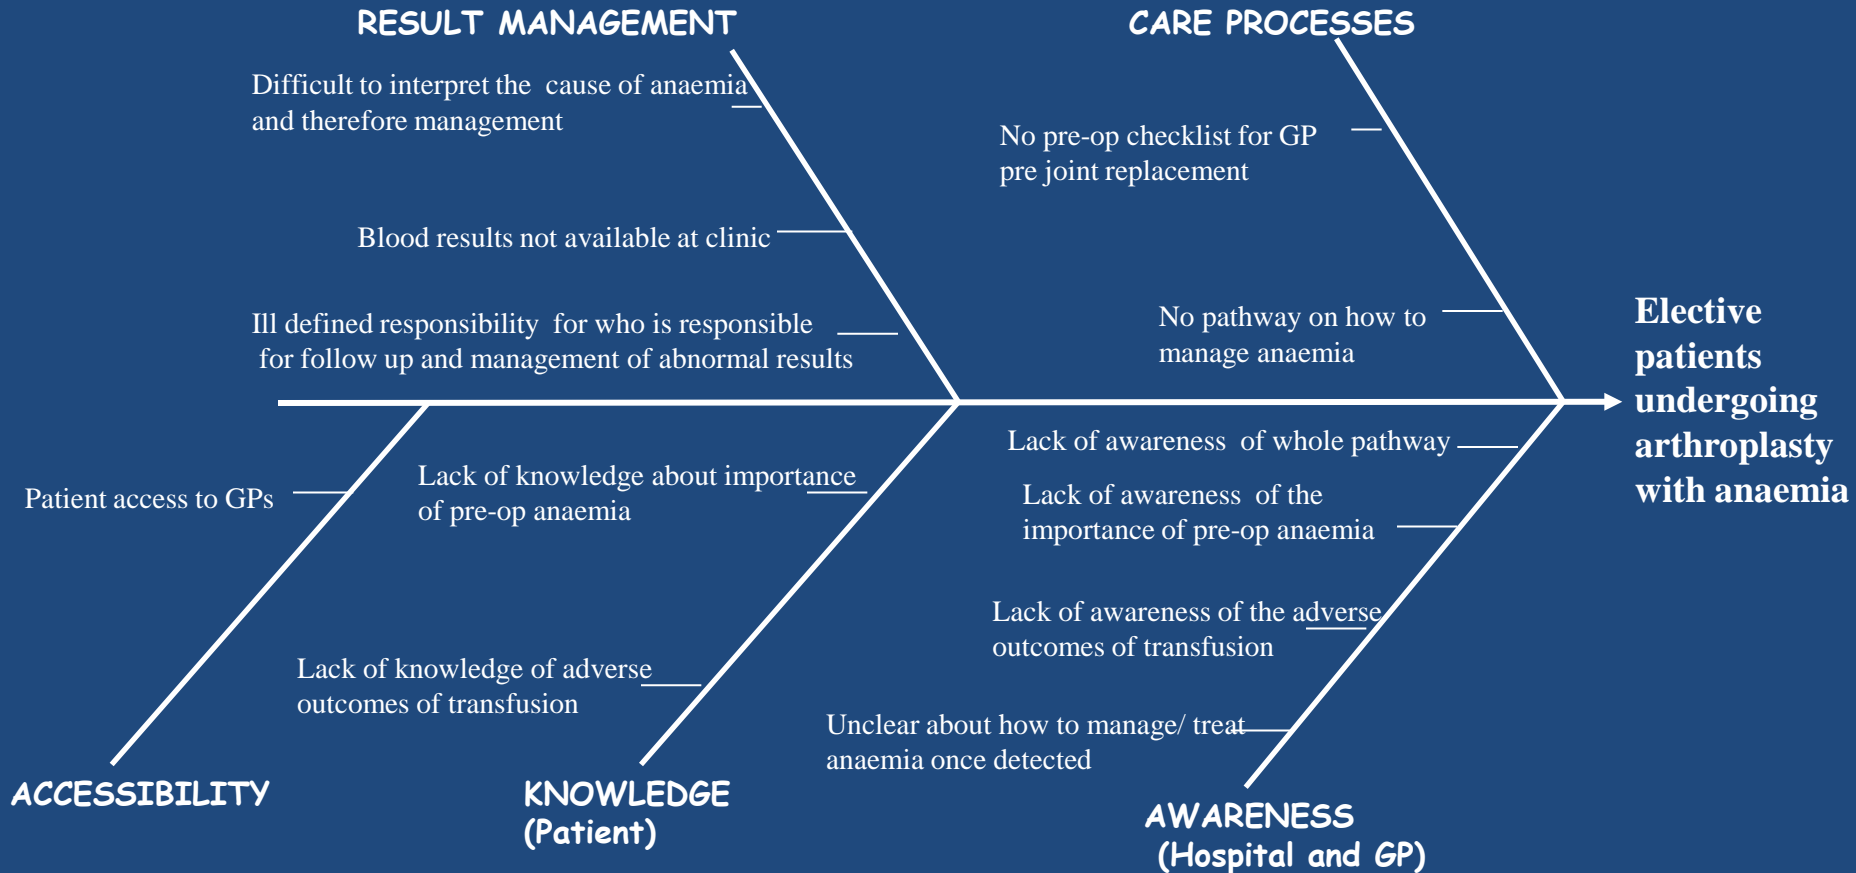 RESULT MANAGEMENT
Difficult to interpret the cause of anaemia
and therefore management
Blood results not available at clinic
Ill defined responsibility for who is responsible
for follow up and management of abnormal results
CARE PROCESSES
No pre-op checklist for GP
pre joint replacement
No pathway on how to
manage anaemia
Elective
patients
undergoing
arthroplasty
with anaemia
Patient access to GPs
ACCESSIBILITY
Lack of knowledge about importance
of pre-op anaemia
Lack of knowledge of adverse
outcomes of transfusion
KNOWLEDGE
(Patient)
Lack of awareness of whole pathway
Lack of awareness of the
importance of pre-op anaemia
Lack of awareness of the adverse
outcomes of transfusion
Unclear about how to manage/ treat
anaemia once detected
AWARENESS
(Hospital and GP)